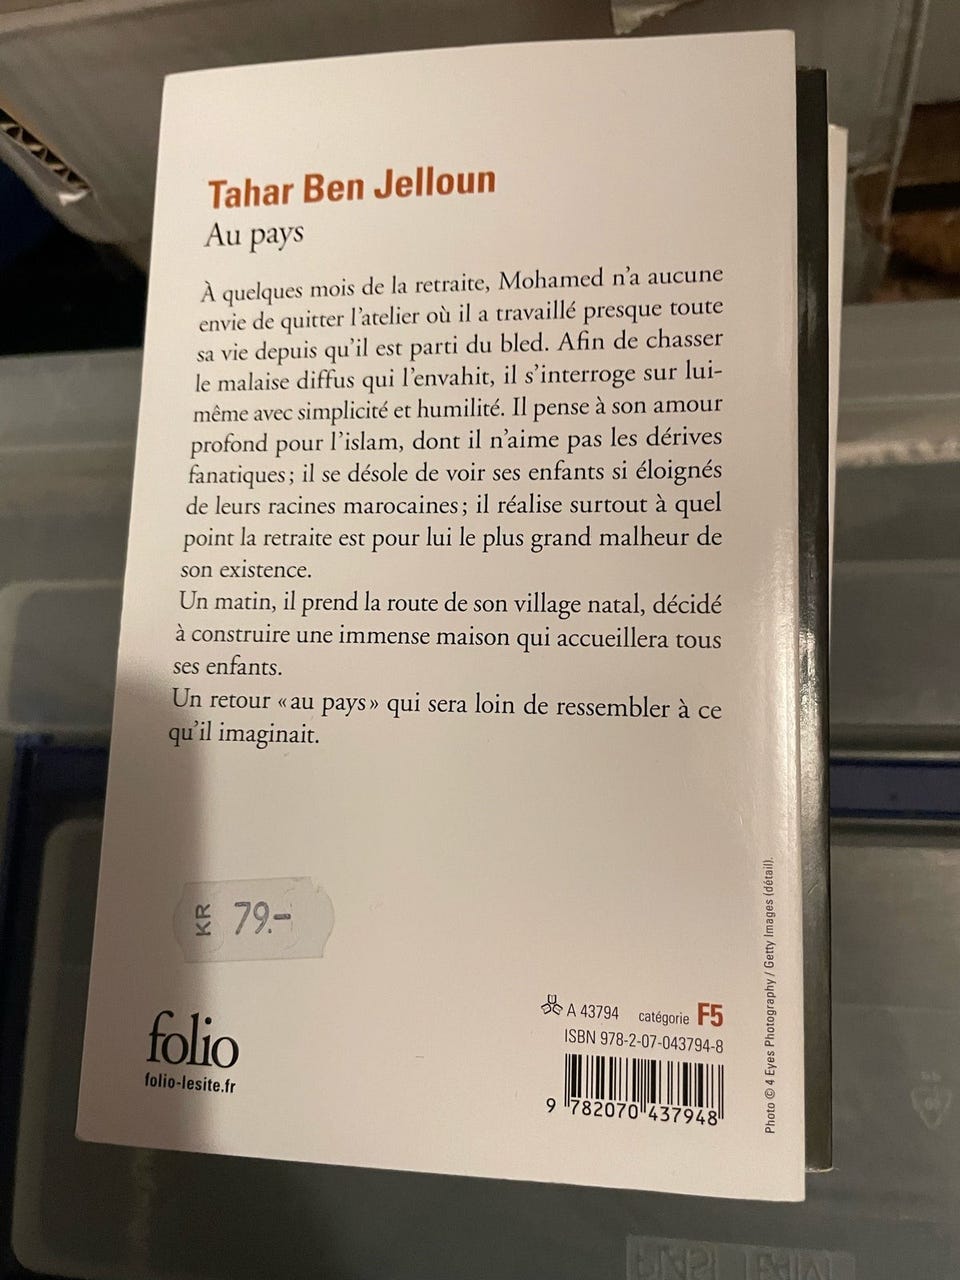 Tahar Ben Jelloun
Au pays
À quelques mois de la retraite, Mohamed n'a aucune
envie de quitter l'atelier où il a travaillé presque toute
sa vie depuis qu'il est parti du bled. Afin de chasser
le malaise diffus qui l'envahit, il s'interroge sur lui-
même avec simplicité et humilité. Il pense à son amour
profond pour l'islam, dont il n'aime pas les dérives
fanatiques ; il se désole de voir ses enfants si éloignés
de leurs racines marocaines ; il réalise surtout à quel
point la retraite est pour lui le plus grand malheur de
son existence.
Un matin, il prend la route de son village natal, décidé
à construire une immense maison qui accueillera tous
ses enfants.
Un retour « au pays » qui sera loin de ressembler à ce
qu'il imaginait.
KR 79.-
folio
folio-lesite.fr
A 43794 catégorie F5
ISBN 978-2-07-043794-8
9 782070 437948
Photo © 4 Eyes Photography / Getty Images (détail).